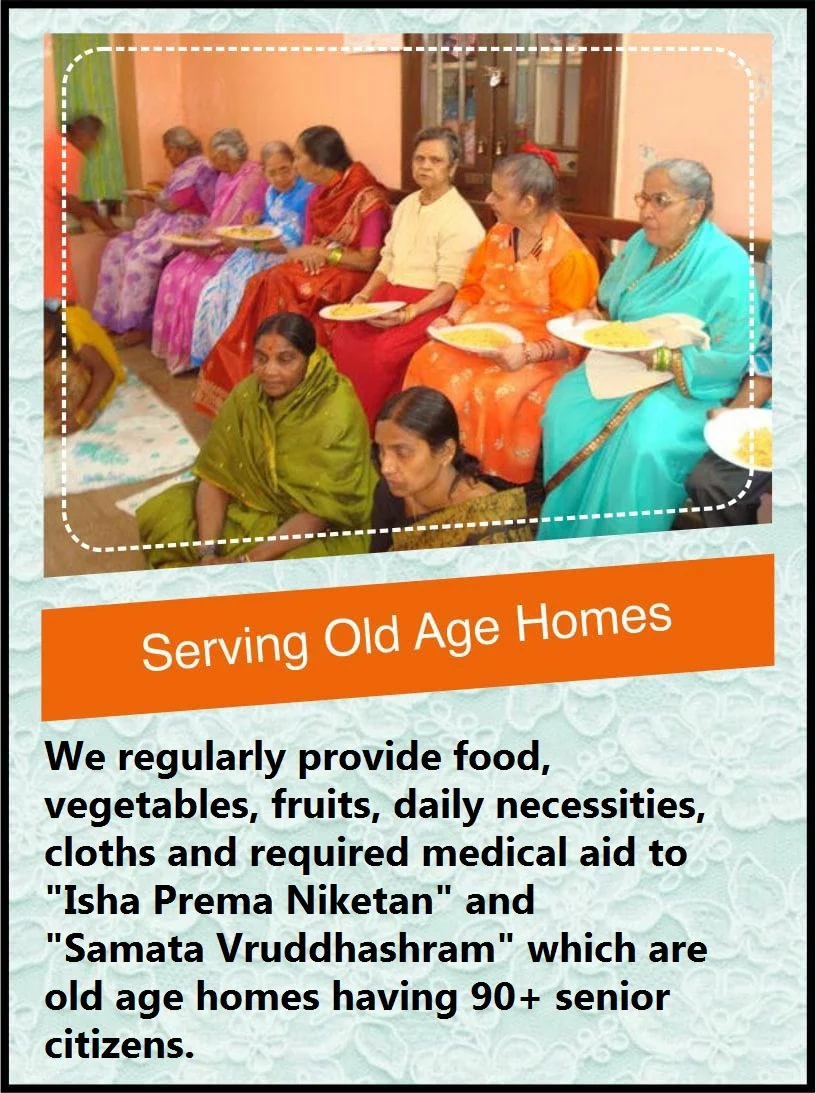 Serving Old Age Homes
We regularly provide food,
vegetables, fruits, daily necessities,
cloths and required medical aid to
"Isha Prema Niketan" and
"Samata Vruddhashram" which are
old age homes having 90+ senior
citizens.